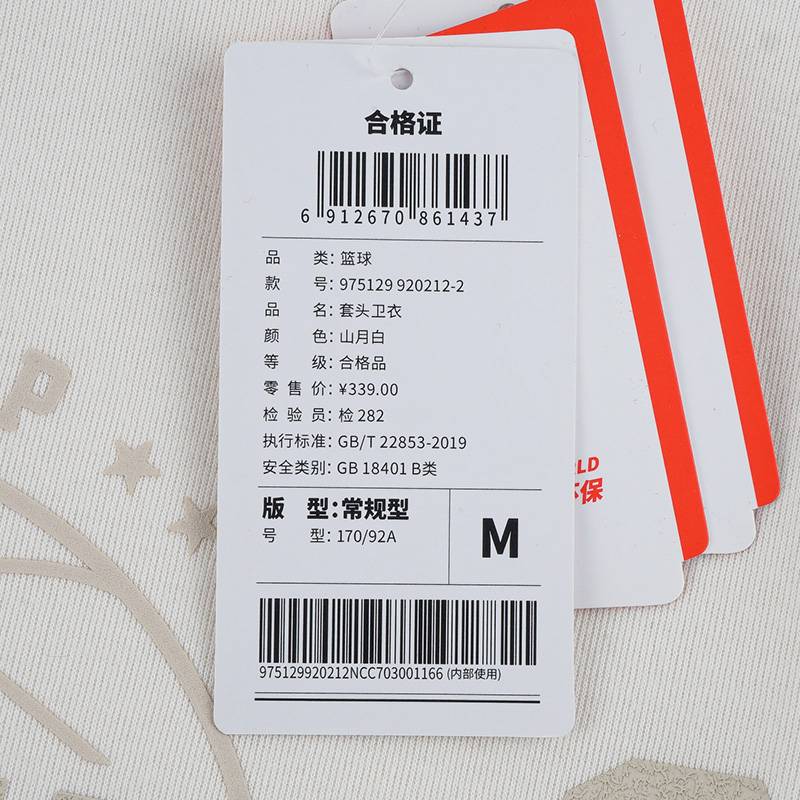 合格证
6 912670 861437
品 类: 篮球
款 号: 975129 920212-2
品 名: 套头卫衣
颜 色: 山月白
等 级: 合格品
零 售 价: ¥339.00
检 验 员: 检 282
执行标准: GB/T 22853-2019
安全类别: GB 18401 B类
版 型: 常规型
号 型: 170/92A
M
975129920212NCC703001166 (内部使用)
RLD
环保
P